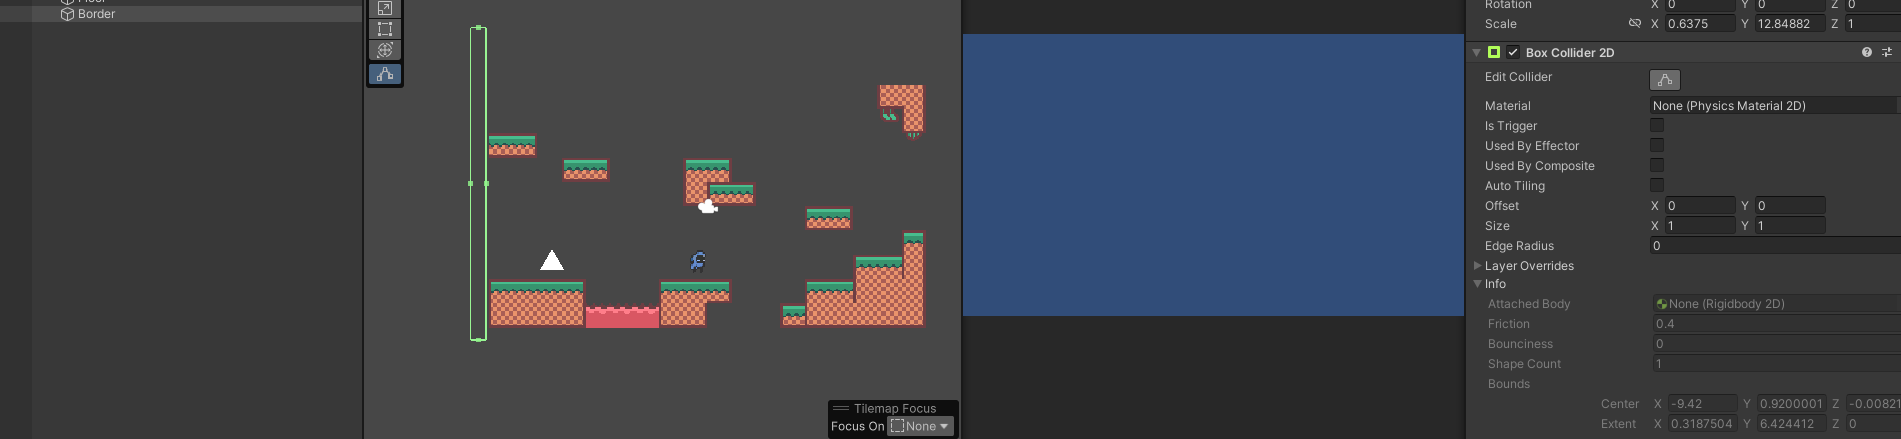 Border
Tilemap Focus
Focus On None
Rotation X 0 Y 0 Z 0
Scale X 0.6375 Y 12.84882 Z 1
Box Collider 2D
Edit Collider
Material None (Physics Material 2D)
Is Trigger
Used By Effector
Used By Composite
Auto Tiling
Offset X 0 Y 0
Size X 1 Y 1
Edge Radius 0
Layer Overrides
Info
Attached Body None (Rigidbody 2D)
Friction 0.4
Bounciness 0
Shape Count 1
Bounds
Center X -9.42 Y 0.9200001 Z -0.00821
Extent X 0.3187504 Y 6.424412 Z 0